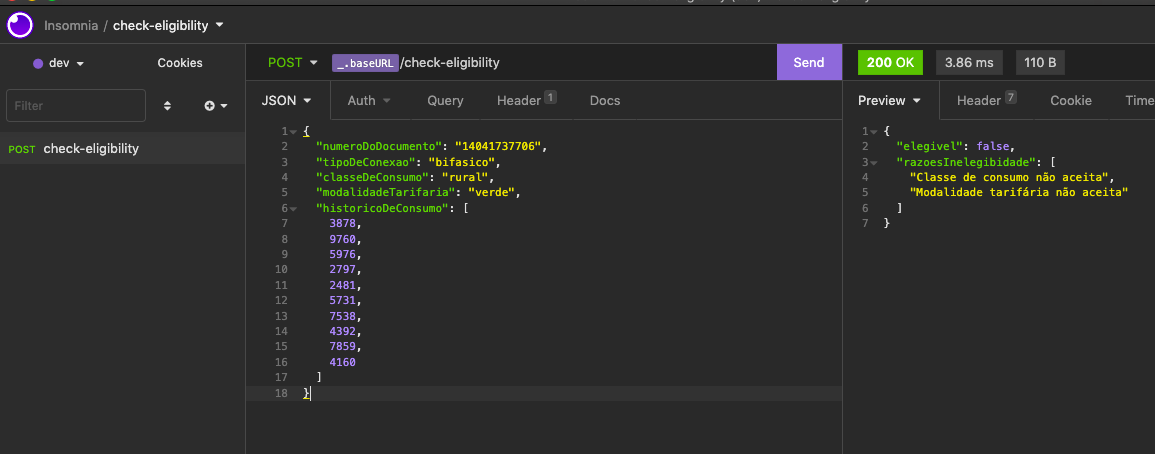 Insomnia / check-eligibility
dev
Cookies
Filter
POST check-eligibility
POST _.baseURL/check-eligibility
Send
JSON Auth Query Header 1 Docs
1 {
2 "numeroDoDocumento": "14041737706",
3 "tipoDeConexao": "bifasico",
4 "classeDeConsumo": "rural",
5 "modalidadeTarifaria": "verde",
6 "historicoDeConsumo": [
7 3878,
8 9760,
9 5976,
10 2797,
11 2481,
12 5731,
13 7538,
14 4392,
15 7859,
16 4160
17 ]
18 }
200 OK 3.86 ms 110 B
Preview Header 7 Cookie Time
1 {
2 "elegivel": false,
3 "razoesInelegibidade": [
4 "Classe de consumo não aceita",
5 "Modalidade tarifária não aceita"
6 ]
7 }